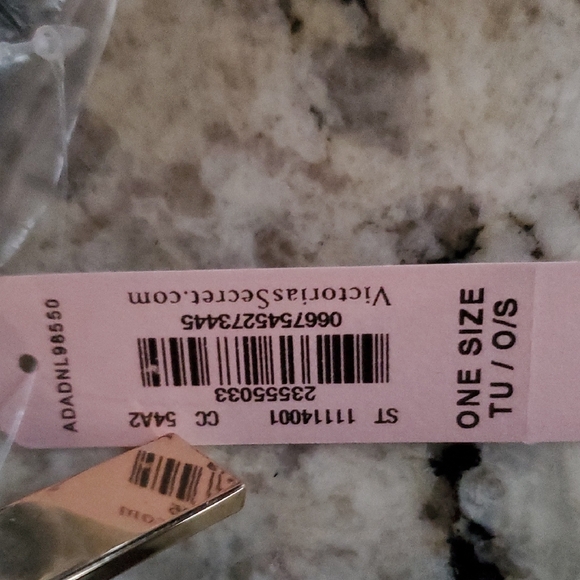 ST 11114001 CC 54A2
23555033
0667545273445
VictoriasSecret.com
ONE SIZE
TU / O/S
ADADNL98550